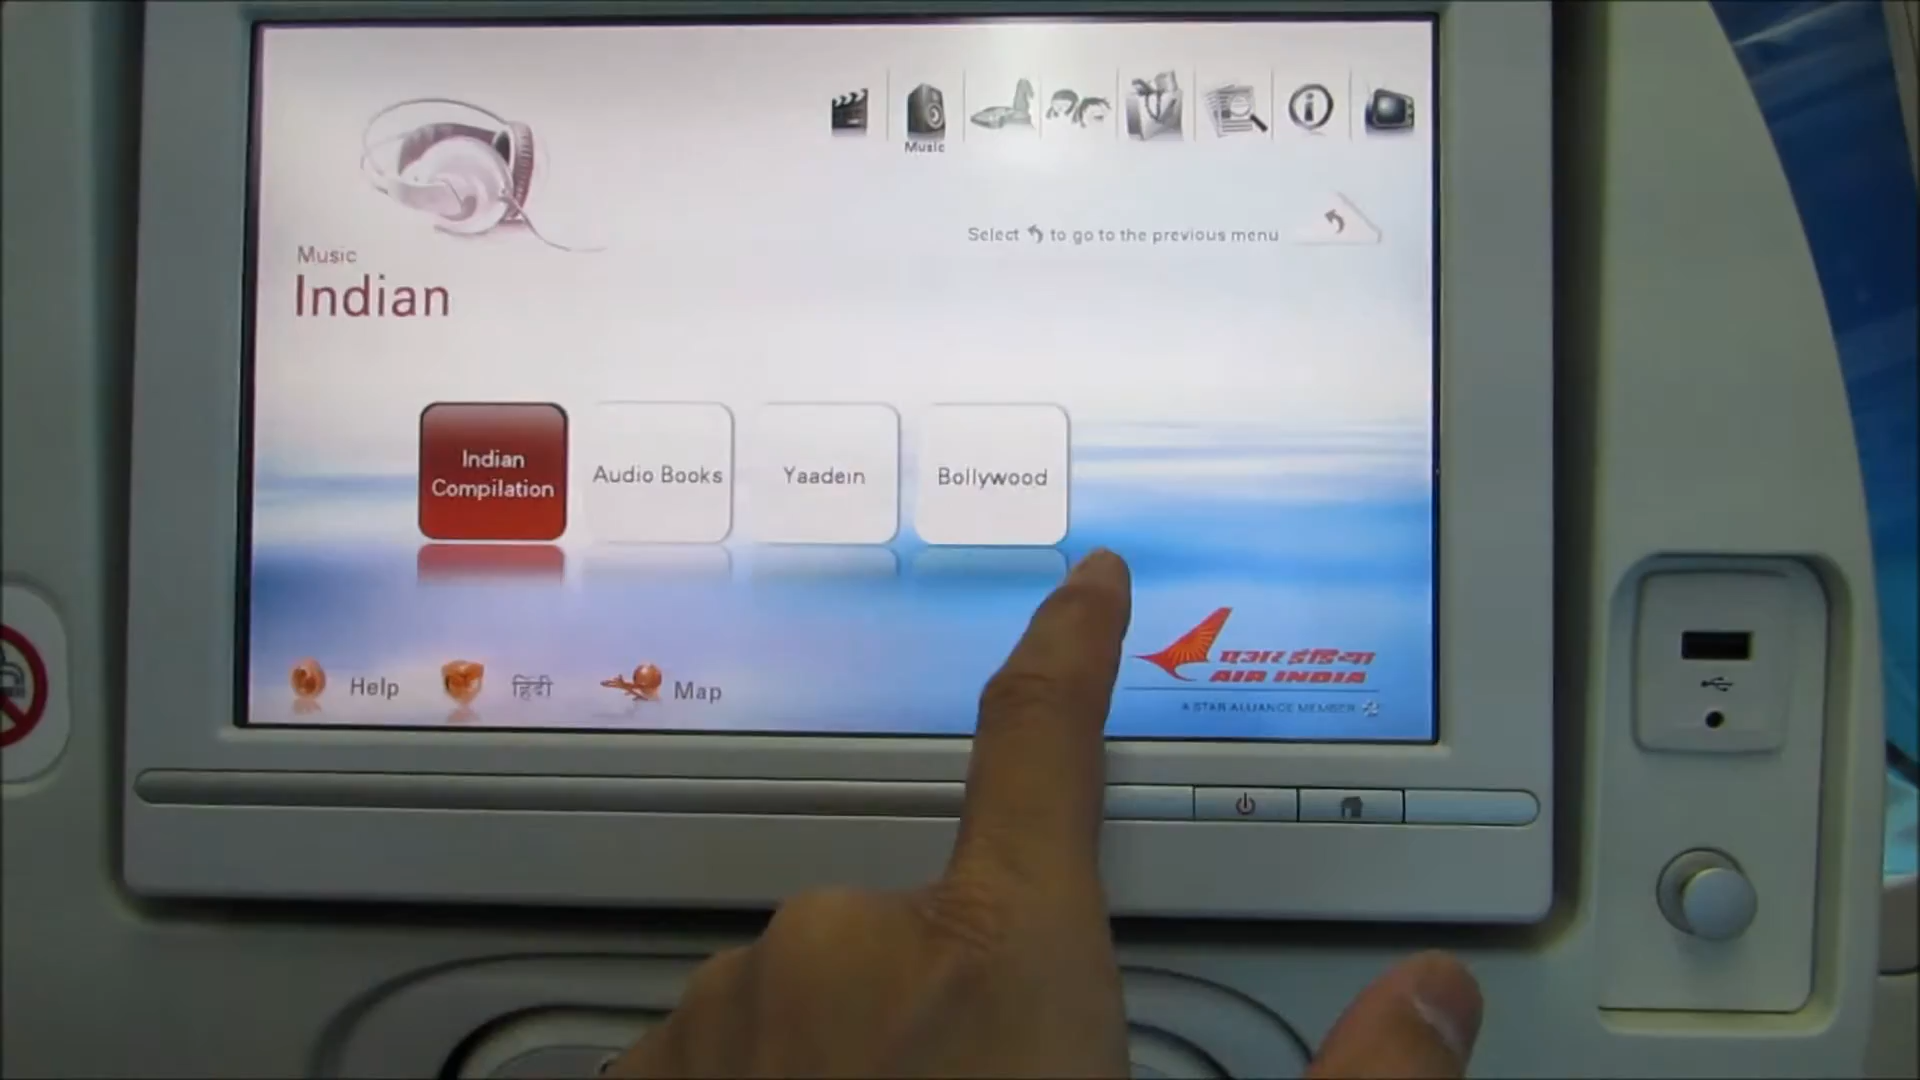 Music
Select to go to the previous menu
Music
Indian
Indian
Compilation
Audio Books
Yaadein
Bollywood
Help
हिंदी
Map
एअर इंडिया
AIR INDIA
A STAR ALLIANCE MEMBER